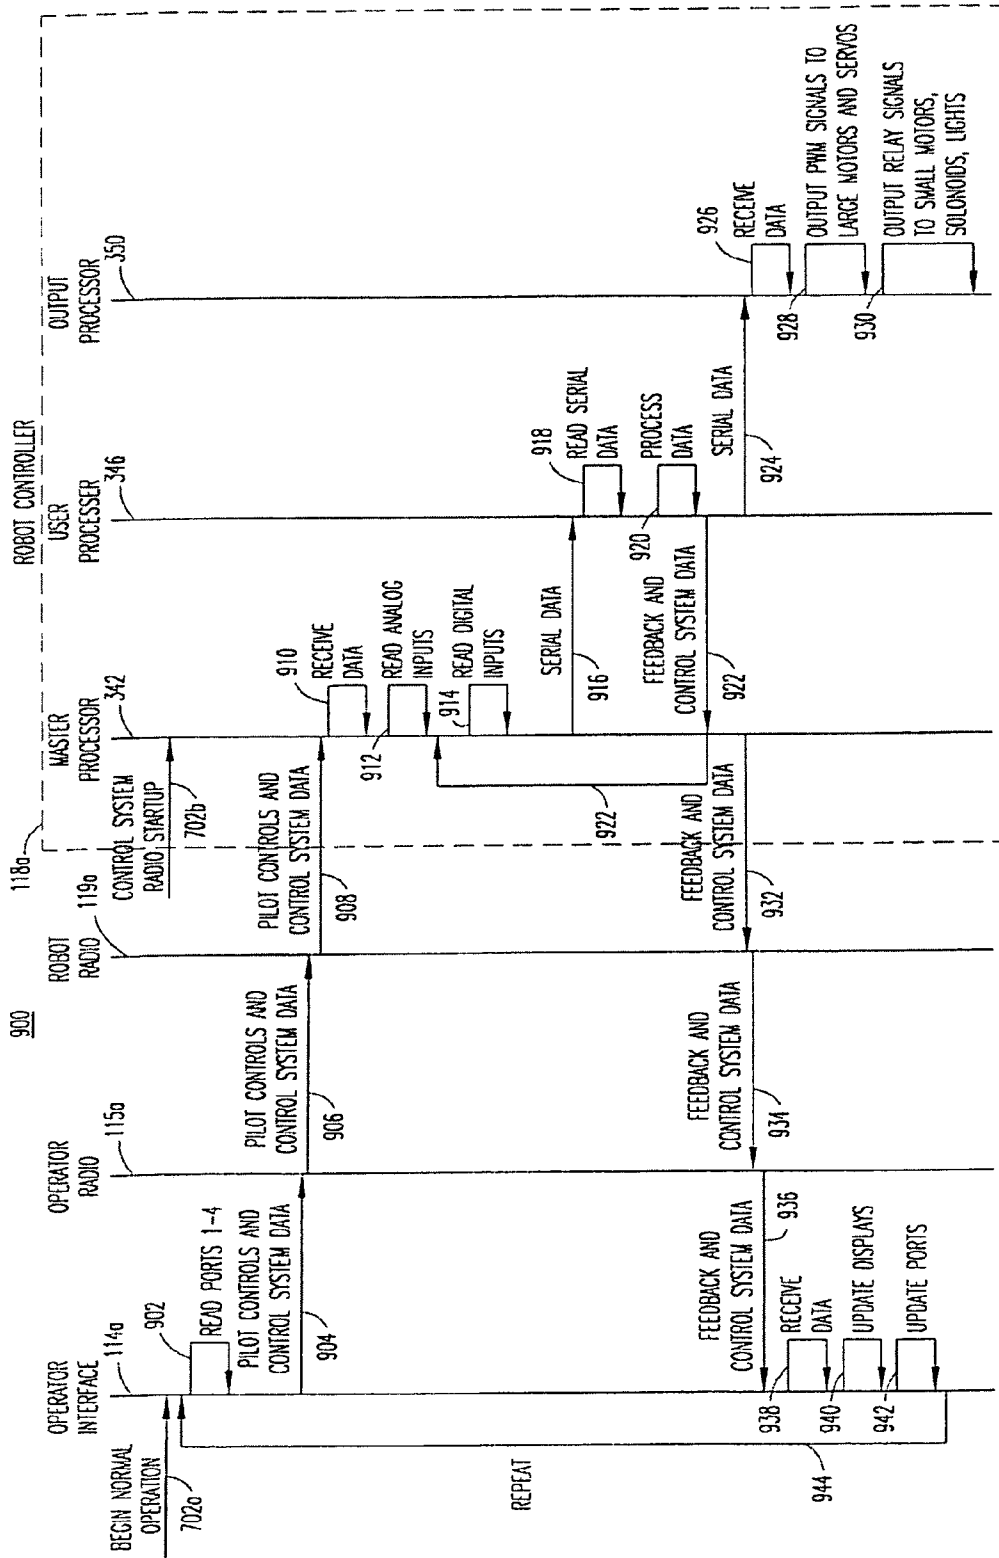 900
118a
ROBOT CONTROLLER
OPERATOR
INTERFACE
114a
OPERATOR
RADIO
115a
ROBOT
RADIO
119a
MASTER
PROCESSOR
342
USER
PROCESSER
346
OUTPUT
PROCESSOR
350
BEGIN NORMAL
OPERATION
702a
CONTROL SYSTEM
RADIO STARTUP
702b
902
READ PORTS 1-4
PILOT CONTROLS AND
CONTROL SYSTEM DATA
904
PILOT CONTROLS AND
CONTROL SYSTEM DATA
906
PILOT CONTROLS AND
CONTROL SYSTEM DATA
908
910
RECEIVE
DATA
912
READ ANALOG
INPUTS
914
READ DIGITAL
INPUTS
SERIAL DATA
916
918
READ SERIAL
DATA
920
PROCESS
DATA
FEEDBACK AND
CONTROL SYSTEM DATA
922
922
SERIAL DATA
924
926
RECEIVE
DATA
928
OUTPUT PWM SIGNALS TO
LARGE MOTORS AND SERVOS
930
OUTPUT RELAY SIGNALS
TO SMALL MOTORS,
SOLONOIDS, LIGHTS
FEEDBACK AND
CONTROL SYSTEM DATA
932
FEEDBACK AND
CONTROL SYSTEM DATA
934
FEEDBACK AND
CONTROL SYSTEM DATA
936
938
RECEIVE
DATA
940
UPDATE DISPLAYS
942
UPDATE PORTS
REPEAT
944